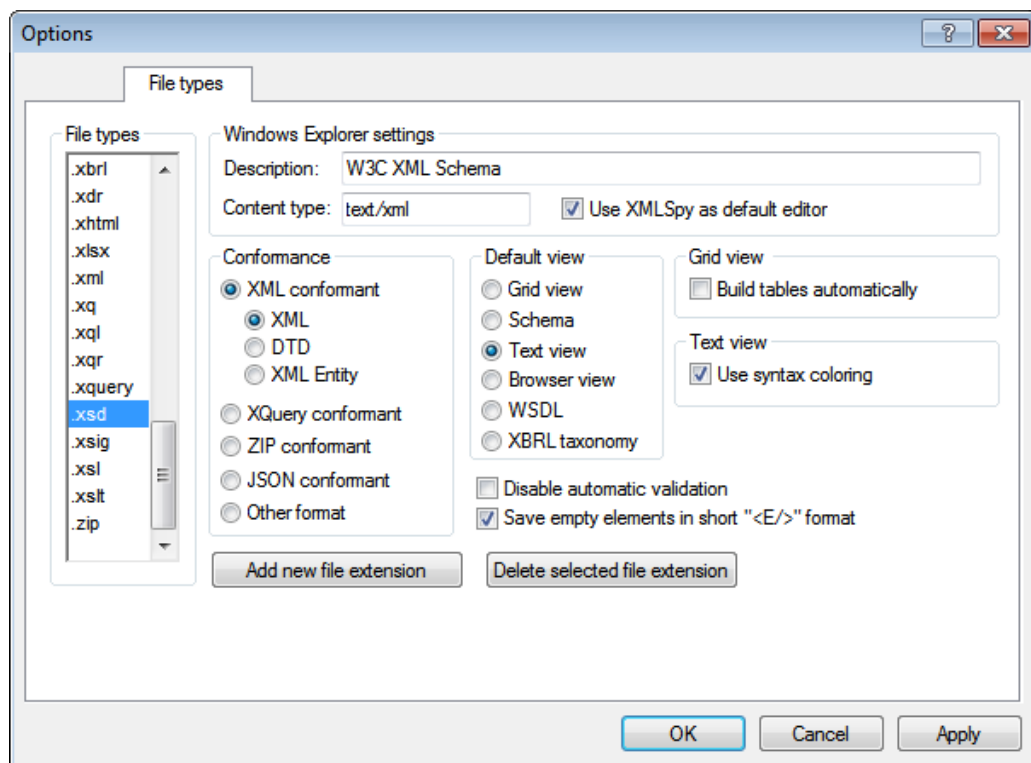 Options
File types
File types
.xbrl
.xdr
.xhtml
.xlsx
.xml
.xq
.xql
.xqr
.xquery
.xsd
.xsig
.xsl
.xslt
.zip
Windows Explorer settings
Description: W3C XML Schema
Content type: text/xml Use XMLSpy as default editor
Conformance
XML conformant
XML
DTD
XML Entity
XQuery conformant
ZIP conformant
JSON conformant
Other format
Default view
Grid view
Schema
Text view
Browser view
WSDL
XBRL taxonomy
Grid view
Build tables automatically
Text view
Use syntax coloring
Disable automatic validation
Save empty elements in short "<E/>" format
Add new file extension Delete selected file extension
OK Cancel Apply